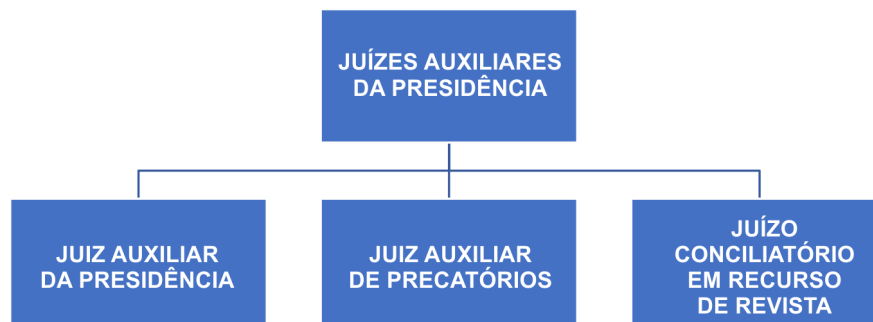 JUÍZES AUXILIARES
DA PRESIDÊNCIA
JUIZ AUXILIAR
DA PRESIDÊNCIA
JUIZ AUXILIAR
DE PRECATÓRIOS
JUÍZO
CONCILIATÓRIO
EM RECURSO
DE REVISTA